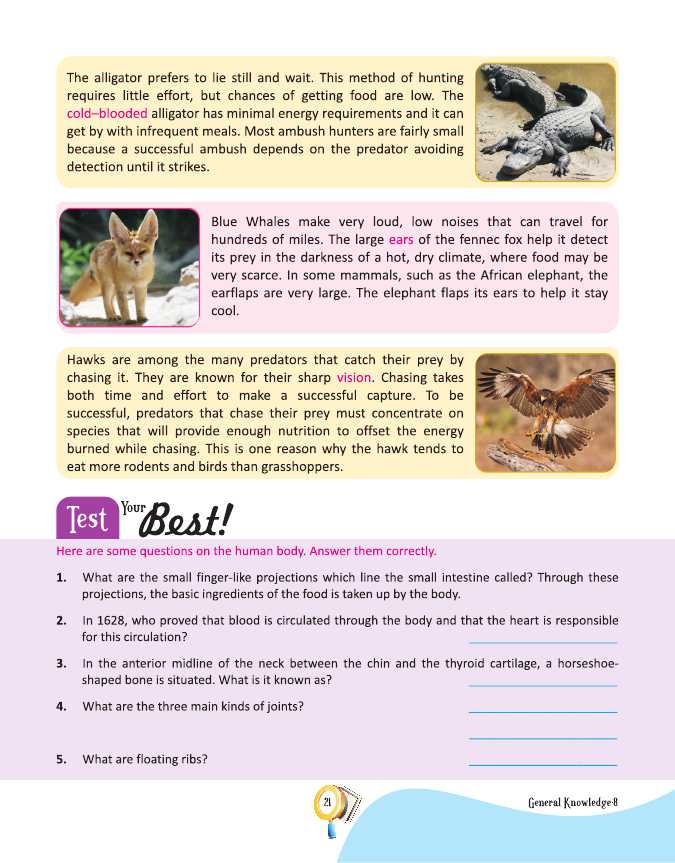 The alligator prefers to lie still and wait. This method of hunting
requires little effort, but chances of getting food are low. The
cold–blooded alligator has minimal energy requirements and it can
get by with infrequent meals. Most ambush hunters are fairly small
because a successful ambush depends on the predator avoiding
detection until it strikes.
Blue Whales make very loud, low noises that can travel for
hundreds of miles. The large ears of the fennec fox help it detect
its prey in the darkness of a hot, dry climate, where food may be
very scarce. In some mammals, such as the African elephant, the
earflaps are very large. The elephant flaps its ears to help it stay
cool.
Hawks are among the many predators that catch their prey by
chasing it. They are known for their sharp vision. Chasing takes
both time and effort to make a successful capture. To be
successful, predators that chase their prey must concentrate on
species that will provide enough nutrition to offset the energy
burned while chasing. This is one reason why the hawk tends to
eat more rodents and birds than grasshoppers.
Test Your Best!
Here are some questions on the human body. Answer them correctly.
1. What are the small finger-like projections which line the small intestine called? Through these
projections, the basic ingredients of the food is taken up by the body.
2. In 1628, who proved that blood is circulated through the body and that the heart is responsible
for this circulation?
3. In the anterior midline of the neck between the chin and the thyroid cartilage, a horseshoe-
shaped bone is situated. What is it known as?
4. What are the three main kinds of joints?
5. What are floating ribs?
21
General Knowledge-8